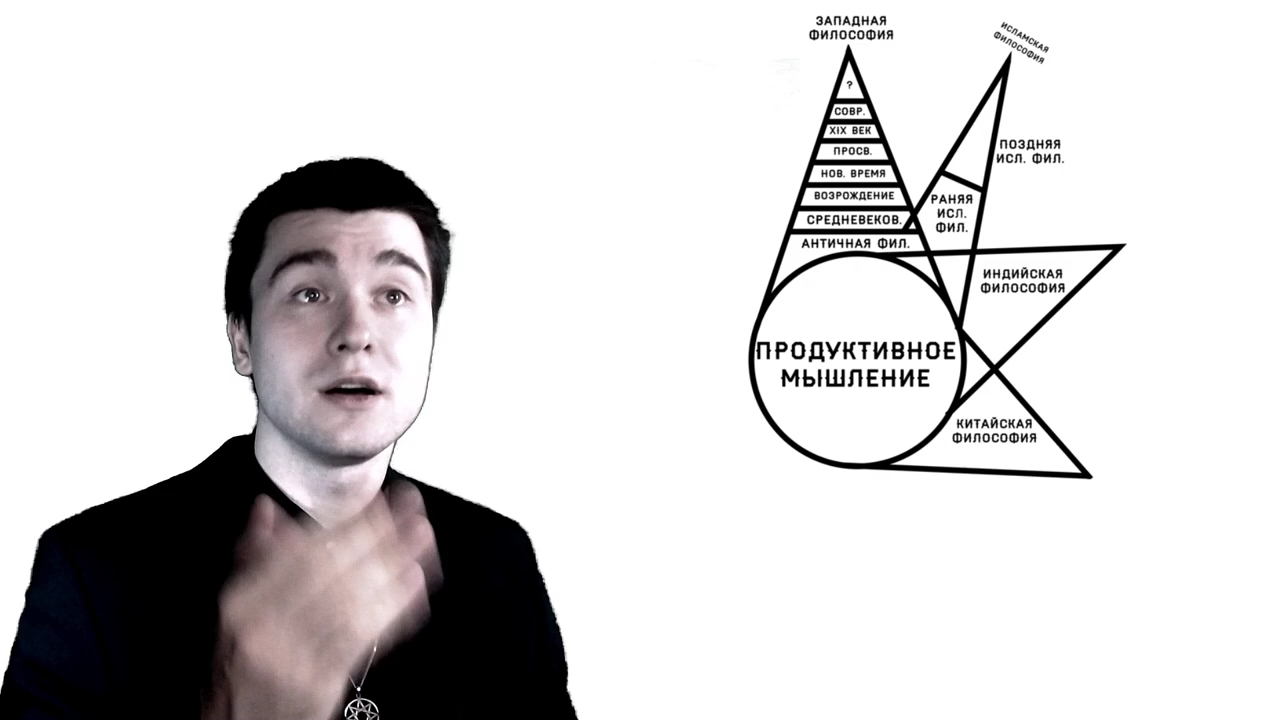 ЗАПАДНАЯ
ФИЛОСОФИЯ
?
СОВР.
XIX ВЕК
ПРОСВ.
НОВ. ВРЕМЯ
ВОЗРОЖДЕНИЕ
СРЕДНЕВЕКОВ.
АНТИЧНАЯ ФИЛ.
ИСЛАМСКАЯ
ФИЛОСОФИЯ
ПОЗДНЯЯ
ИСЛ. ФИЛ.
РАНЯЯ
ИСЛ.
ФИЛ.
ИНДИЙСКАЯ
ФИЛОСОФИЯ
ПРОДУКТИВНОЕ
МЫШЛЕНИЕ
КИТАЙСКАЯ
ФИЛОСОФИЯ